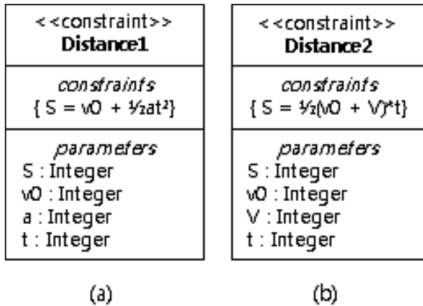 <<constraint>>
Distance1
constraints
{ S = v0 + ½at²}
parameters
S : Integer
v0 : Integer
a : Integer
t : Integer
(a)
<<constraint>>
Distance2
constraints
{ S = ½(v0 + V)*t}
parameters
S : Integer
v0 : Integer
V : Integer
t : Integer
(b)